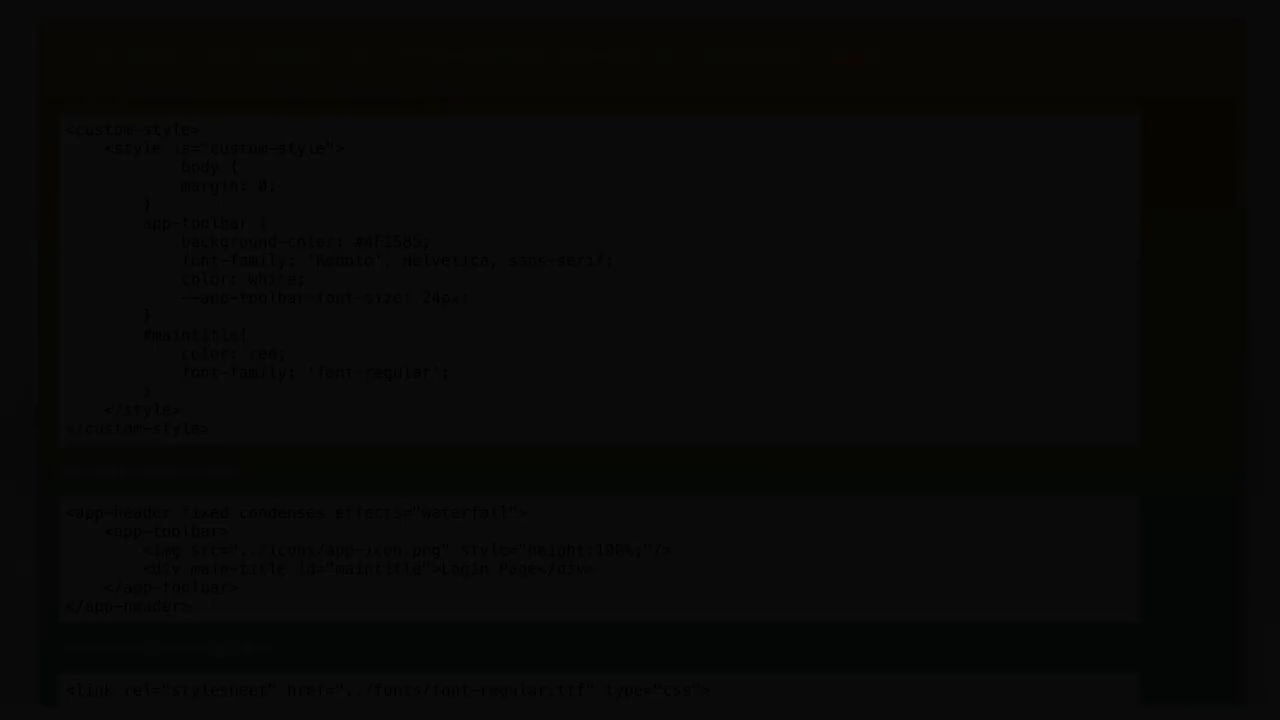 <custom-style>
<style is="custom-style">
body {
margin: 0;
}
app-toolbar {
background-color: #4F1585;
font-family: 'Roboto', Helvetica, sans-serif;
color: white;
--app-toolbar-font-size: 24px;
}
#maintitle{
color: red;
font-family: 'font-regular';
}
</style>
</custom-style>
<app-header fixed condenses effects="waterfall">
<app-toolbar>
<img src="../icons/app-icon.png" style="height:100%;"/>
<div main-title id="maintitle">Login Page</div>
</app-toolbar>
</app-header>
<link rel="stylesheet" href="../fonts/font-regular.ttf" type="css">